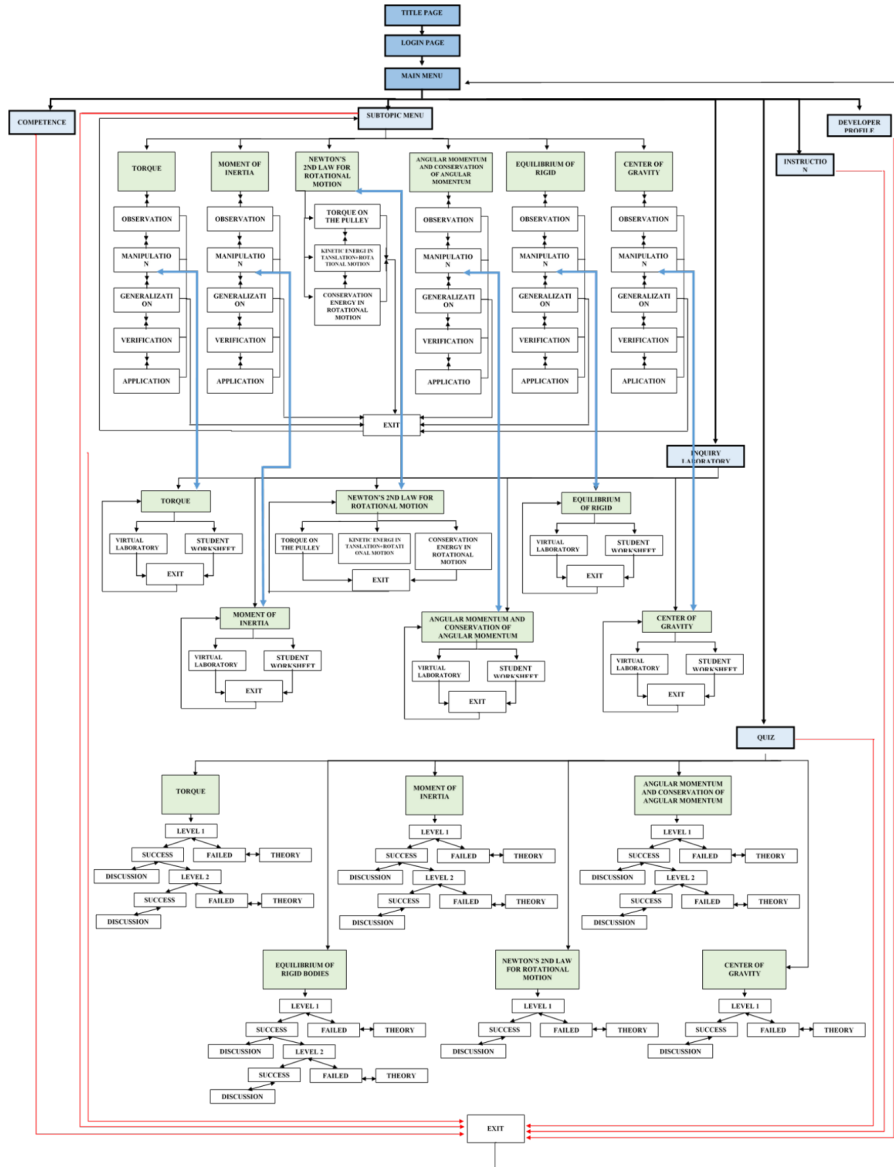 TITLE PAGE
LOGIN PAGE
MAIN MENU
COMPETENCE
SUBTOPIC MENU
DEVELOPER
PROFILE
INSTRUCTIO
N
TORQUE
MOMENT OF
INERTIA
NEWTON'S
2ND LAW FOR
ROTATIONAL
MOTION
ANGULAR MOMENTUM
AND CONSERVATION
OF ANGULAR
MOMENTUM
EQUILIBRIUM OF
RIGID
CENTER OF
GRAVITY
OBSERVATION
MANIPULATIO
N
GENERALIZATI
ON
VERIFICATION
APPLICATION
OBSERVATION
MANIPULATIO
N
GENERALIZATI
ON
VERIFICATION
APPLICATION
TORQUE ON
THE PULLEY
KINETIC ENERGI IN
TANSLATION+ROTA
TIONAL MOTION
CONSERVATION
ENERGY IN
ROTATIONAL
MOTION
OBSERVATION
MANIPULATIO
N
GENERALIZATI
ON
VERIFICATION
APPLICATIO
OBSERVATION
MANIPULATIO
N
GENERALIZATI
ON
VERIFICATION
APPLICATION
OBSERVATION
MANIPULATIO
N
GENERALIZATI
ON
VERIFICATION
APPLICATION
EXIT
INQUIRY
LABORATORY
TORQUE
VIRTUAL
LABORATORY
STUDENT
WORKSHEET
EXIT
NEWTON'S 2ND LAW FOR
ROTATIONAL MOTION
TORQUE ON
THE PULLEY
KINETIC ENERGI IN
TANSLATION+ROTATI
ONAL MOTION
CONSERVATION
ENERGY IN
ROTATIONAL
MOTION
EXIT
EQUILIBRIUM
OF RIGID
VIRTUAL
LABORATORY
STUDENT
WORKSHEET
EXIT
MOMENT OF
INERTIA
VIRTUAL
LABORATORY
STUDENT
WORKSHEET
EXIT
ANGULAR MOMENTUM AND
CONSERVATION OF
ANGULAR MOMENTUM
VIRTUAL
LABORATORY
STUDENT
WORKSHEET
EXIT
CENTER OF
GRAVITY
VIRTUAL
LABORATORY
STUDENT
WORKSHEET
EXIT
QUIZ
TORQUE
LEVEL 1
SUCCESS
FAILED
THEORY
DISCUSSION
LEVEL 2
SUCCESS
FAILED
THEORY
DISCUSSION
MOMENT OF
INERTIA
LEVEL 1
SUCCESS
FAILED
THEORY
DISCUSSION
LEVEL 2
SUCCESS
FAILED
THEORY
DISCUSSION
ANGULAR MOMENTUM
AND CONSERVATION OF
ANGULAR MOMENTUM
LEVEL 1
SUCCESS
FAILED
THEORY
DISCUSSION
LEVEL 2
SUCCESS
FAILED
THEORY
DISCUSSION
EQUILIBRIUM OF
RIGID BODIES
LEVEL 1
SUCCESS
FAILED
THEORY
DISCUSSION
LEVEL 2
SUCCESS
FAILED
THEORY
DISCUSSION
NEWTON'S 2ND LAW
FOR ROTATIONAL
MOTION
LEVEL 1
SUCCESS
FAILED
THEORY
DISCUSSION
CENTER OF
GRAVITY
LEVEL 1
SUCCESS
FAILED
THEORY
DISCUSSION
EXIT